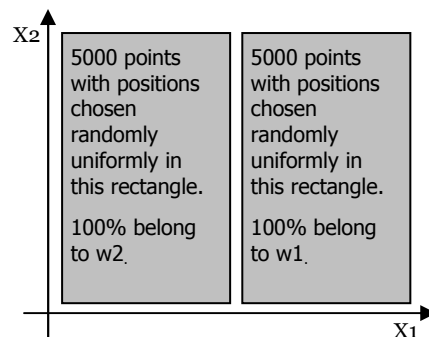 X2
5000 points
with positions
chosen
randomly
uniformly in
this rectangle.
100% belong
to w2.
5000 points
with positions
chosen
randomly
uniformly in
this rectangle.
100% belong
to w1.
X1